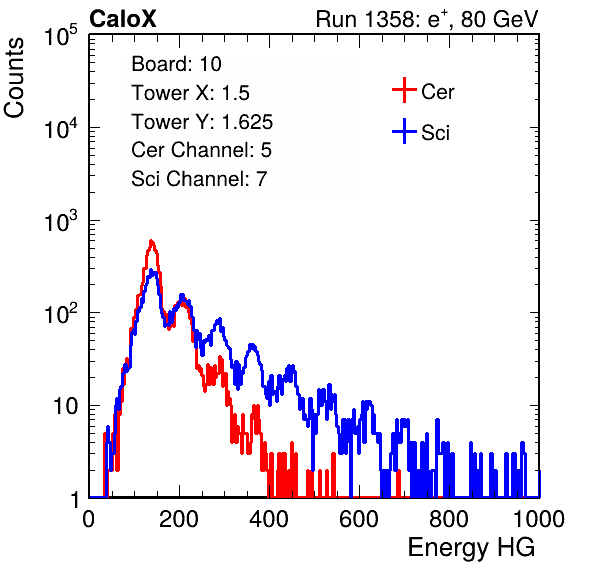 CaloX Run 1358: e⁺, 80 GeV
Counts
10⁵
10⁴
10³
10²
10
1
Board: 10
Tower X: 1.5
Tower Y: 1.625
Cer Channel: 5
Sci Channel: 7
Cer
Sci
0 200 400 600 800 1000
Energy HG